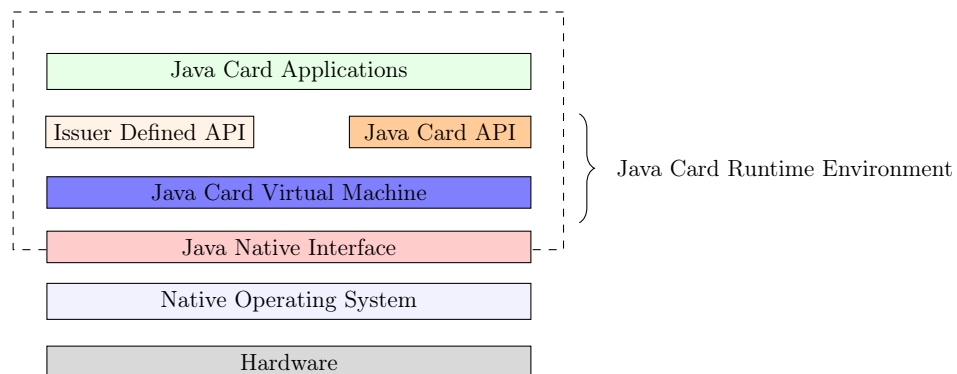 Java Card Applications
Issuer Defined API
Java Card API
Java Card Runtime Environment
Java Card Virtual Machine
Java Native Interface
Native Operating System
Hardware